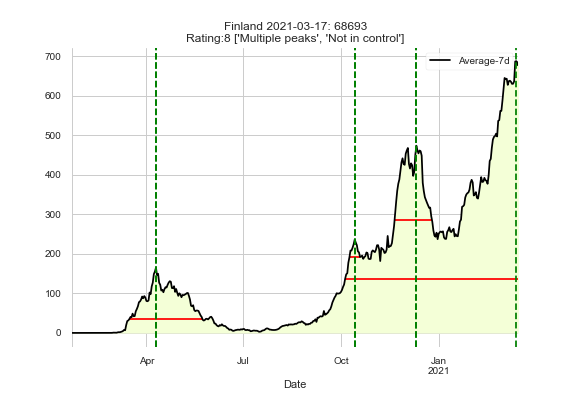 Finland 2021-03-17: 68693
Rating:8 ['Multiple peaks', 'Not in control']
Average-7d
700
600
500
400
300
200
100
0
Apr
Jul
Oct
Jan
2021
Date